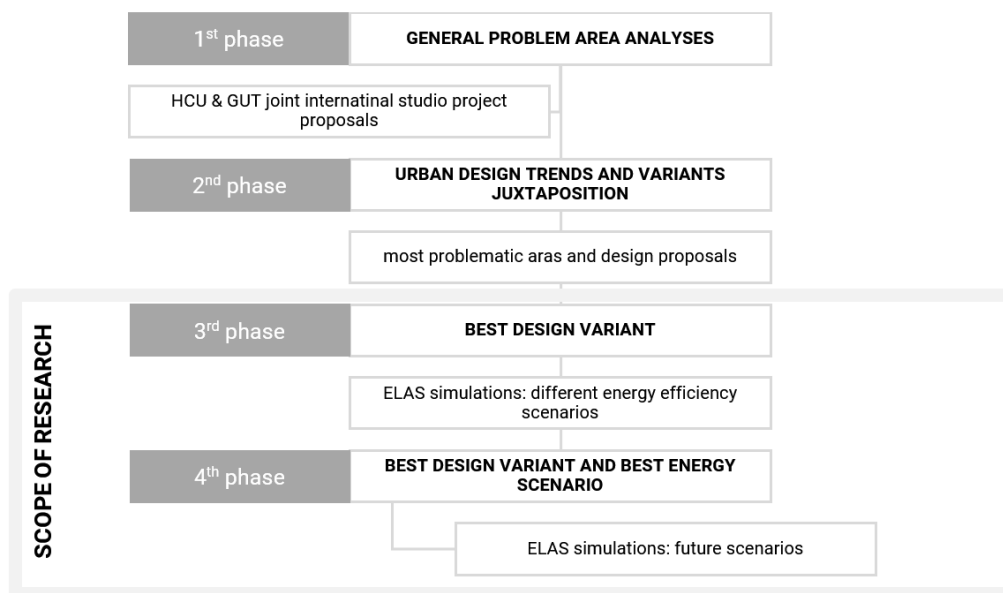 1st phase
GENERAL PROBLEM AREA ANALYSES
HCU & GUT joint internatinal studio project
proposals
2nd phase
URBAN DESIGN TRENDS AND VARIANTS
JUXTAPOSITION
most problematic aras and design proposals
SCOPE OF RESEARCH
3rd phase
BEST DESIGN VARIANT
ELAS simulations: different energy efficiency
scenarios
4th phase
BEST DESIGN VARIANT AND BEST ENERGY
SCENARIO
ELAS simulations: future scenarios